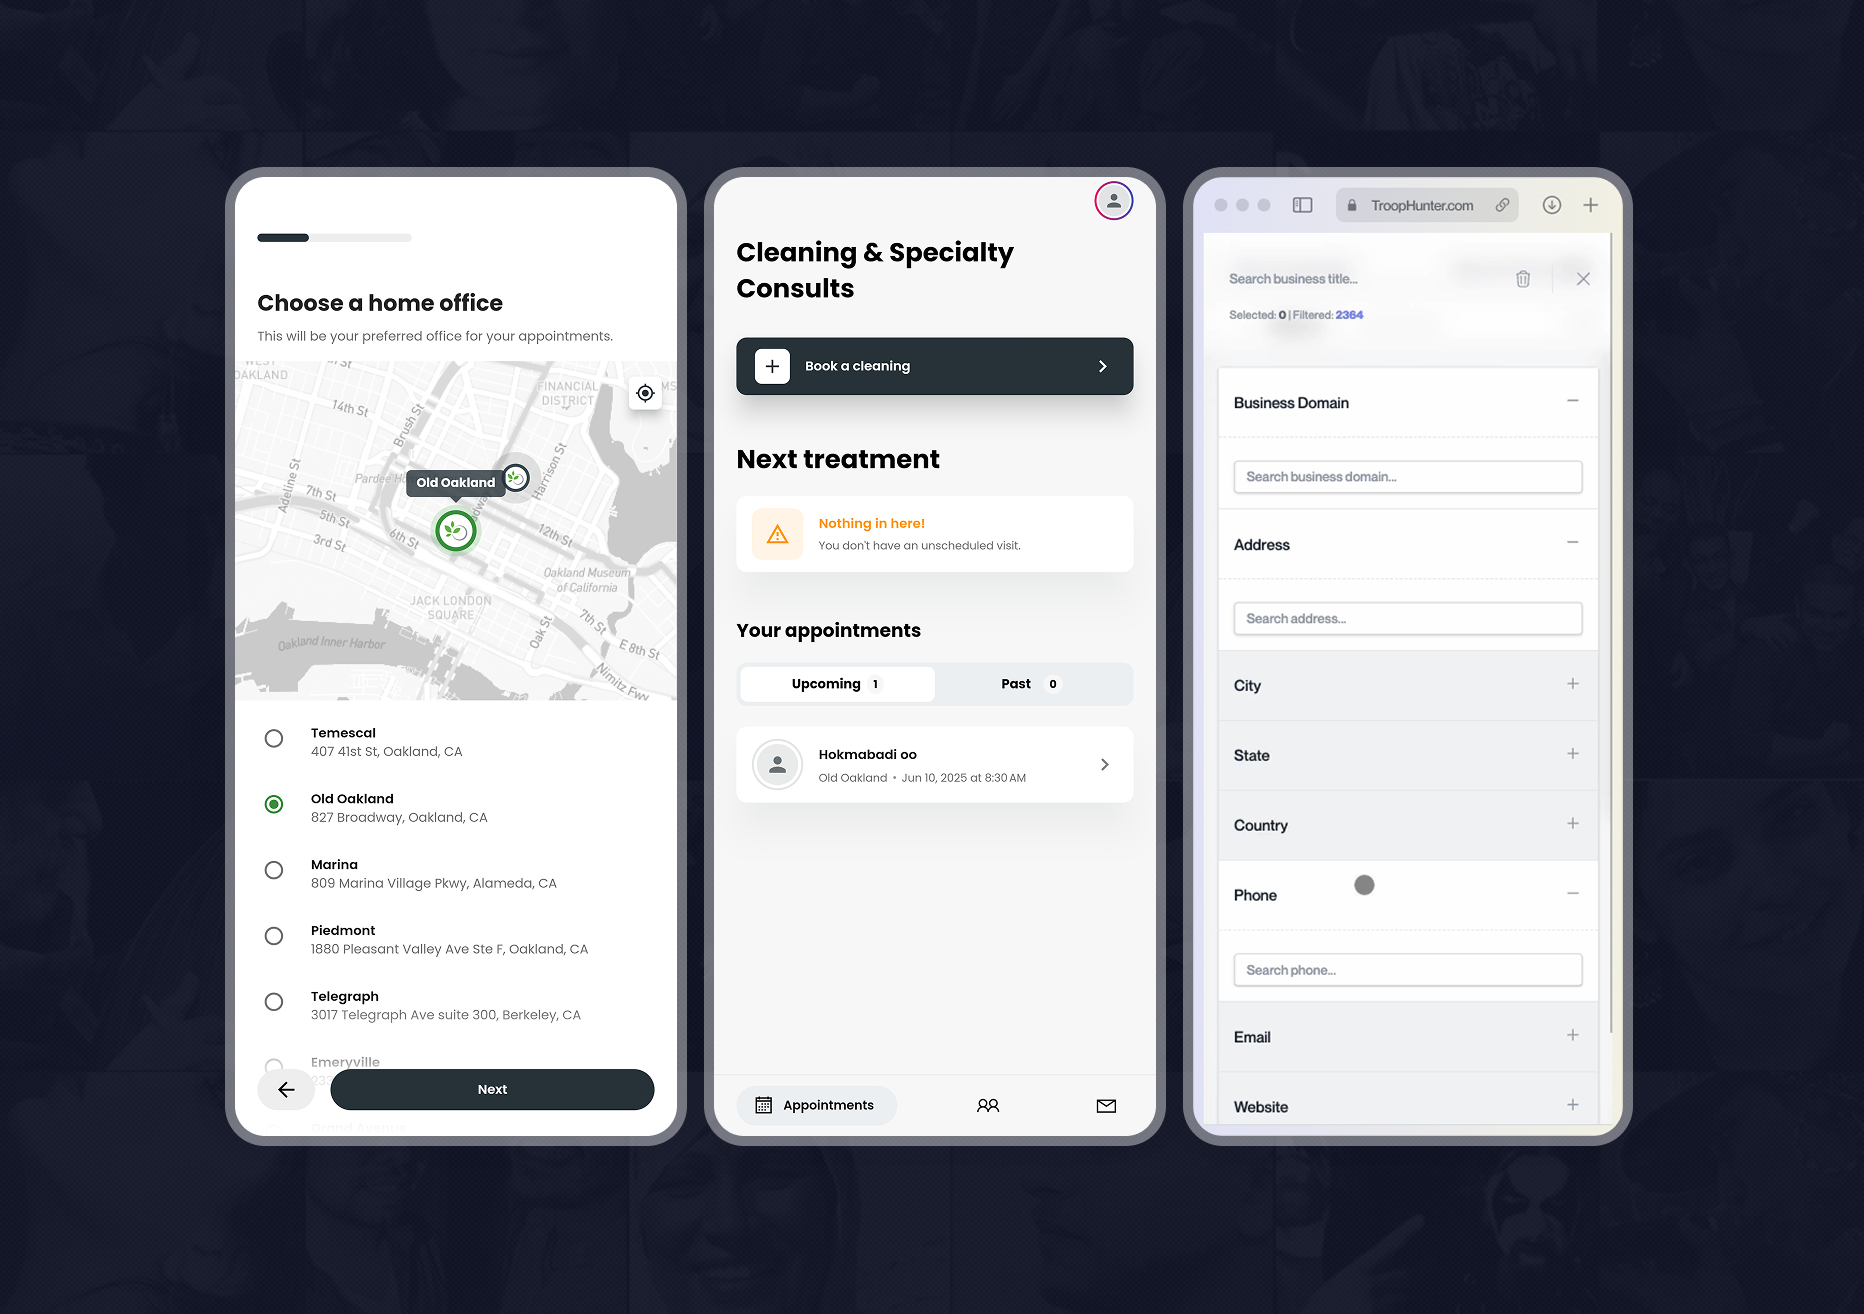 Choose a home office
This will be your preferred office for your appointments.
WEST
OAKLAND
14th St
Brush St
FINANCIAL
DISTRICT
Adeline St
7th St
5th St
3rd St
6th St
Old Oakland
Harrison St
12th St
Oakland Museum
of California
JACK LONDON
SQUARE
Oak St
7th St
E 8th St
Nimitz Fwy
Oakland Inner Harbor
Temescal
407 41st St, Oakland, CA
Old Oakland
827 Broadway, Oakland, CA
Marina
809 Marina Village Pkwy, Alameda, CA
Piedmont
1880 Pleasant Valley Ave Ste F, Oakland, CA
Telegraph
3017 Telegraph Ave suite 300, Berkeley, CA
Emeryville
Next
Grand Avenue
Cleaning & Specialty
Consults
Book a cleaning
Next treatment
Nothing in here!
You don't have an unscheduled visit.
Your appointments
Upcoming 1
Past 0
Hokmabadi oo
Old Oakland • Jun 10, 2025 at 8:30 AM
Appointments
TroopHunter.com
Search business title...
Selected: 0 | Filtered: 2364
Business Domain
Search business domain...
Address
Search address...
City
State
Country
Phone
Search phone...
Email
Website